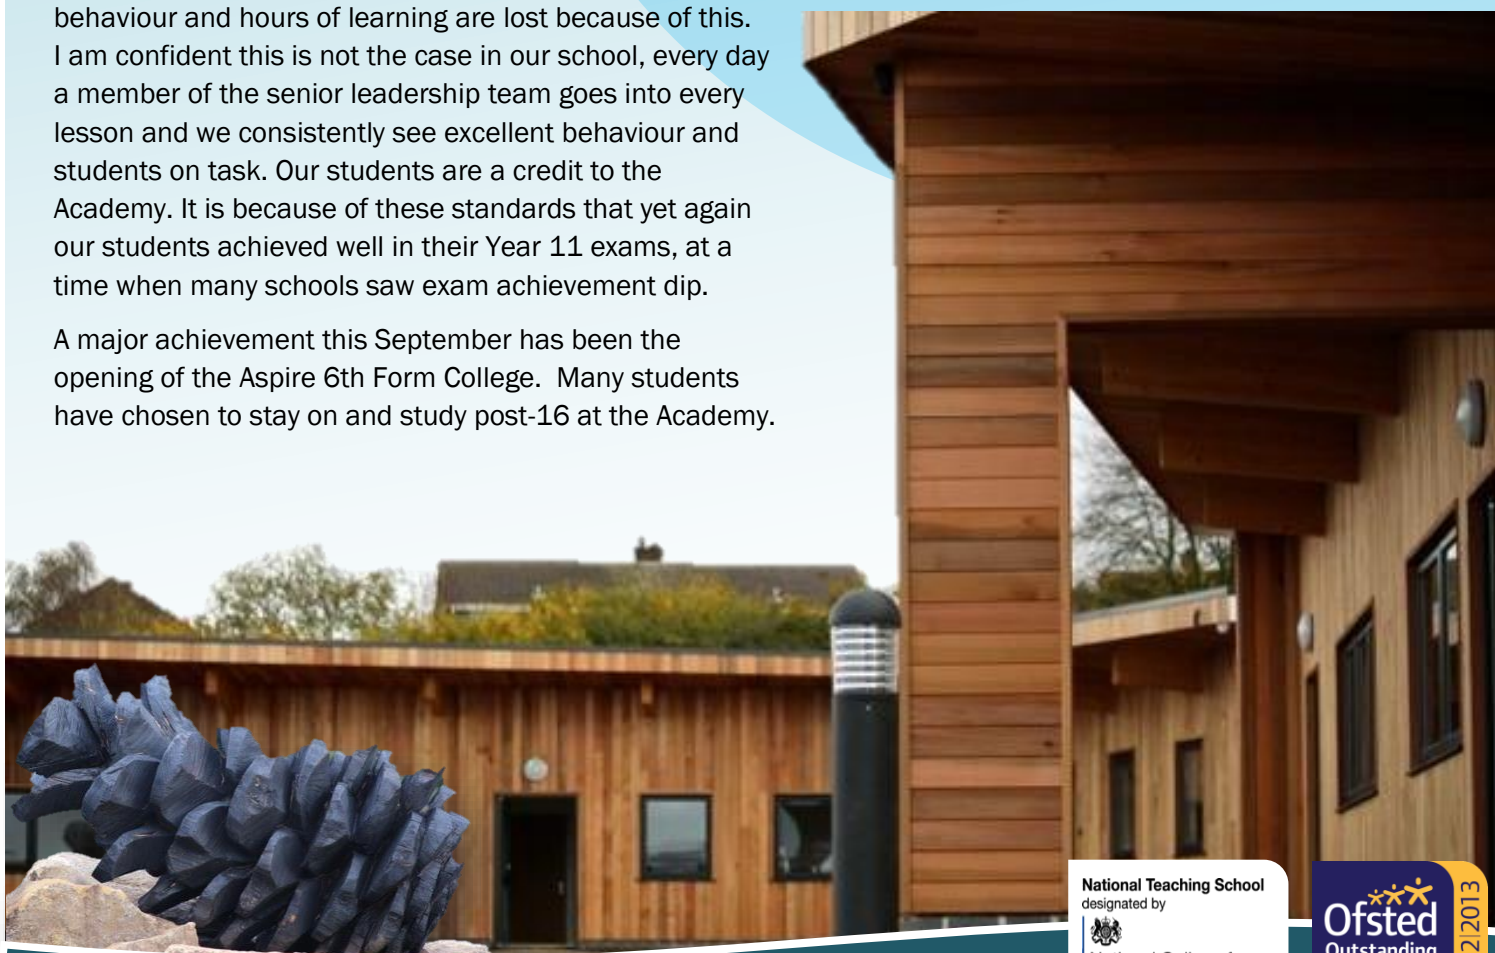 behaviour and hours of learning are lost because of this.
I am confident this is not the case in our school, every day
a member of the senior leadership team goes into every
lesson and we consistently see excellent behaviour and
students on task. Our students are a credit to the
Academy. It is because of these standards that yet again
our students achieved well in their Year 11 exams, at a
time when many schools saw exam achievement dip.
A major achievement this September has been the
opening of the Aspire 6th Form College.  Many students
have chosen to stay on and study post-16 at the Academy.
National Teaching School
designated by
Ofsted
Outstanding
2|2013